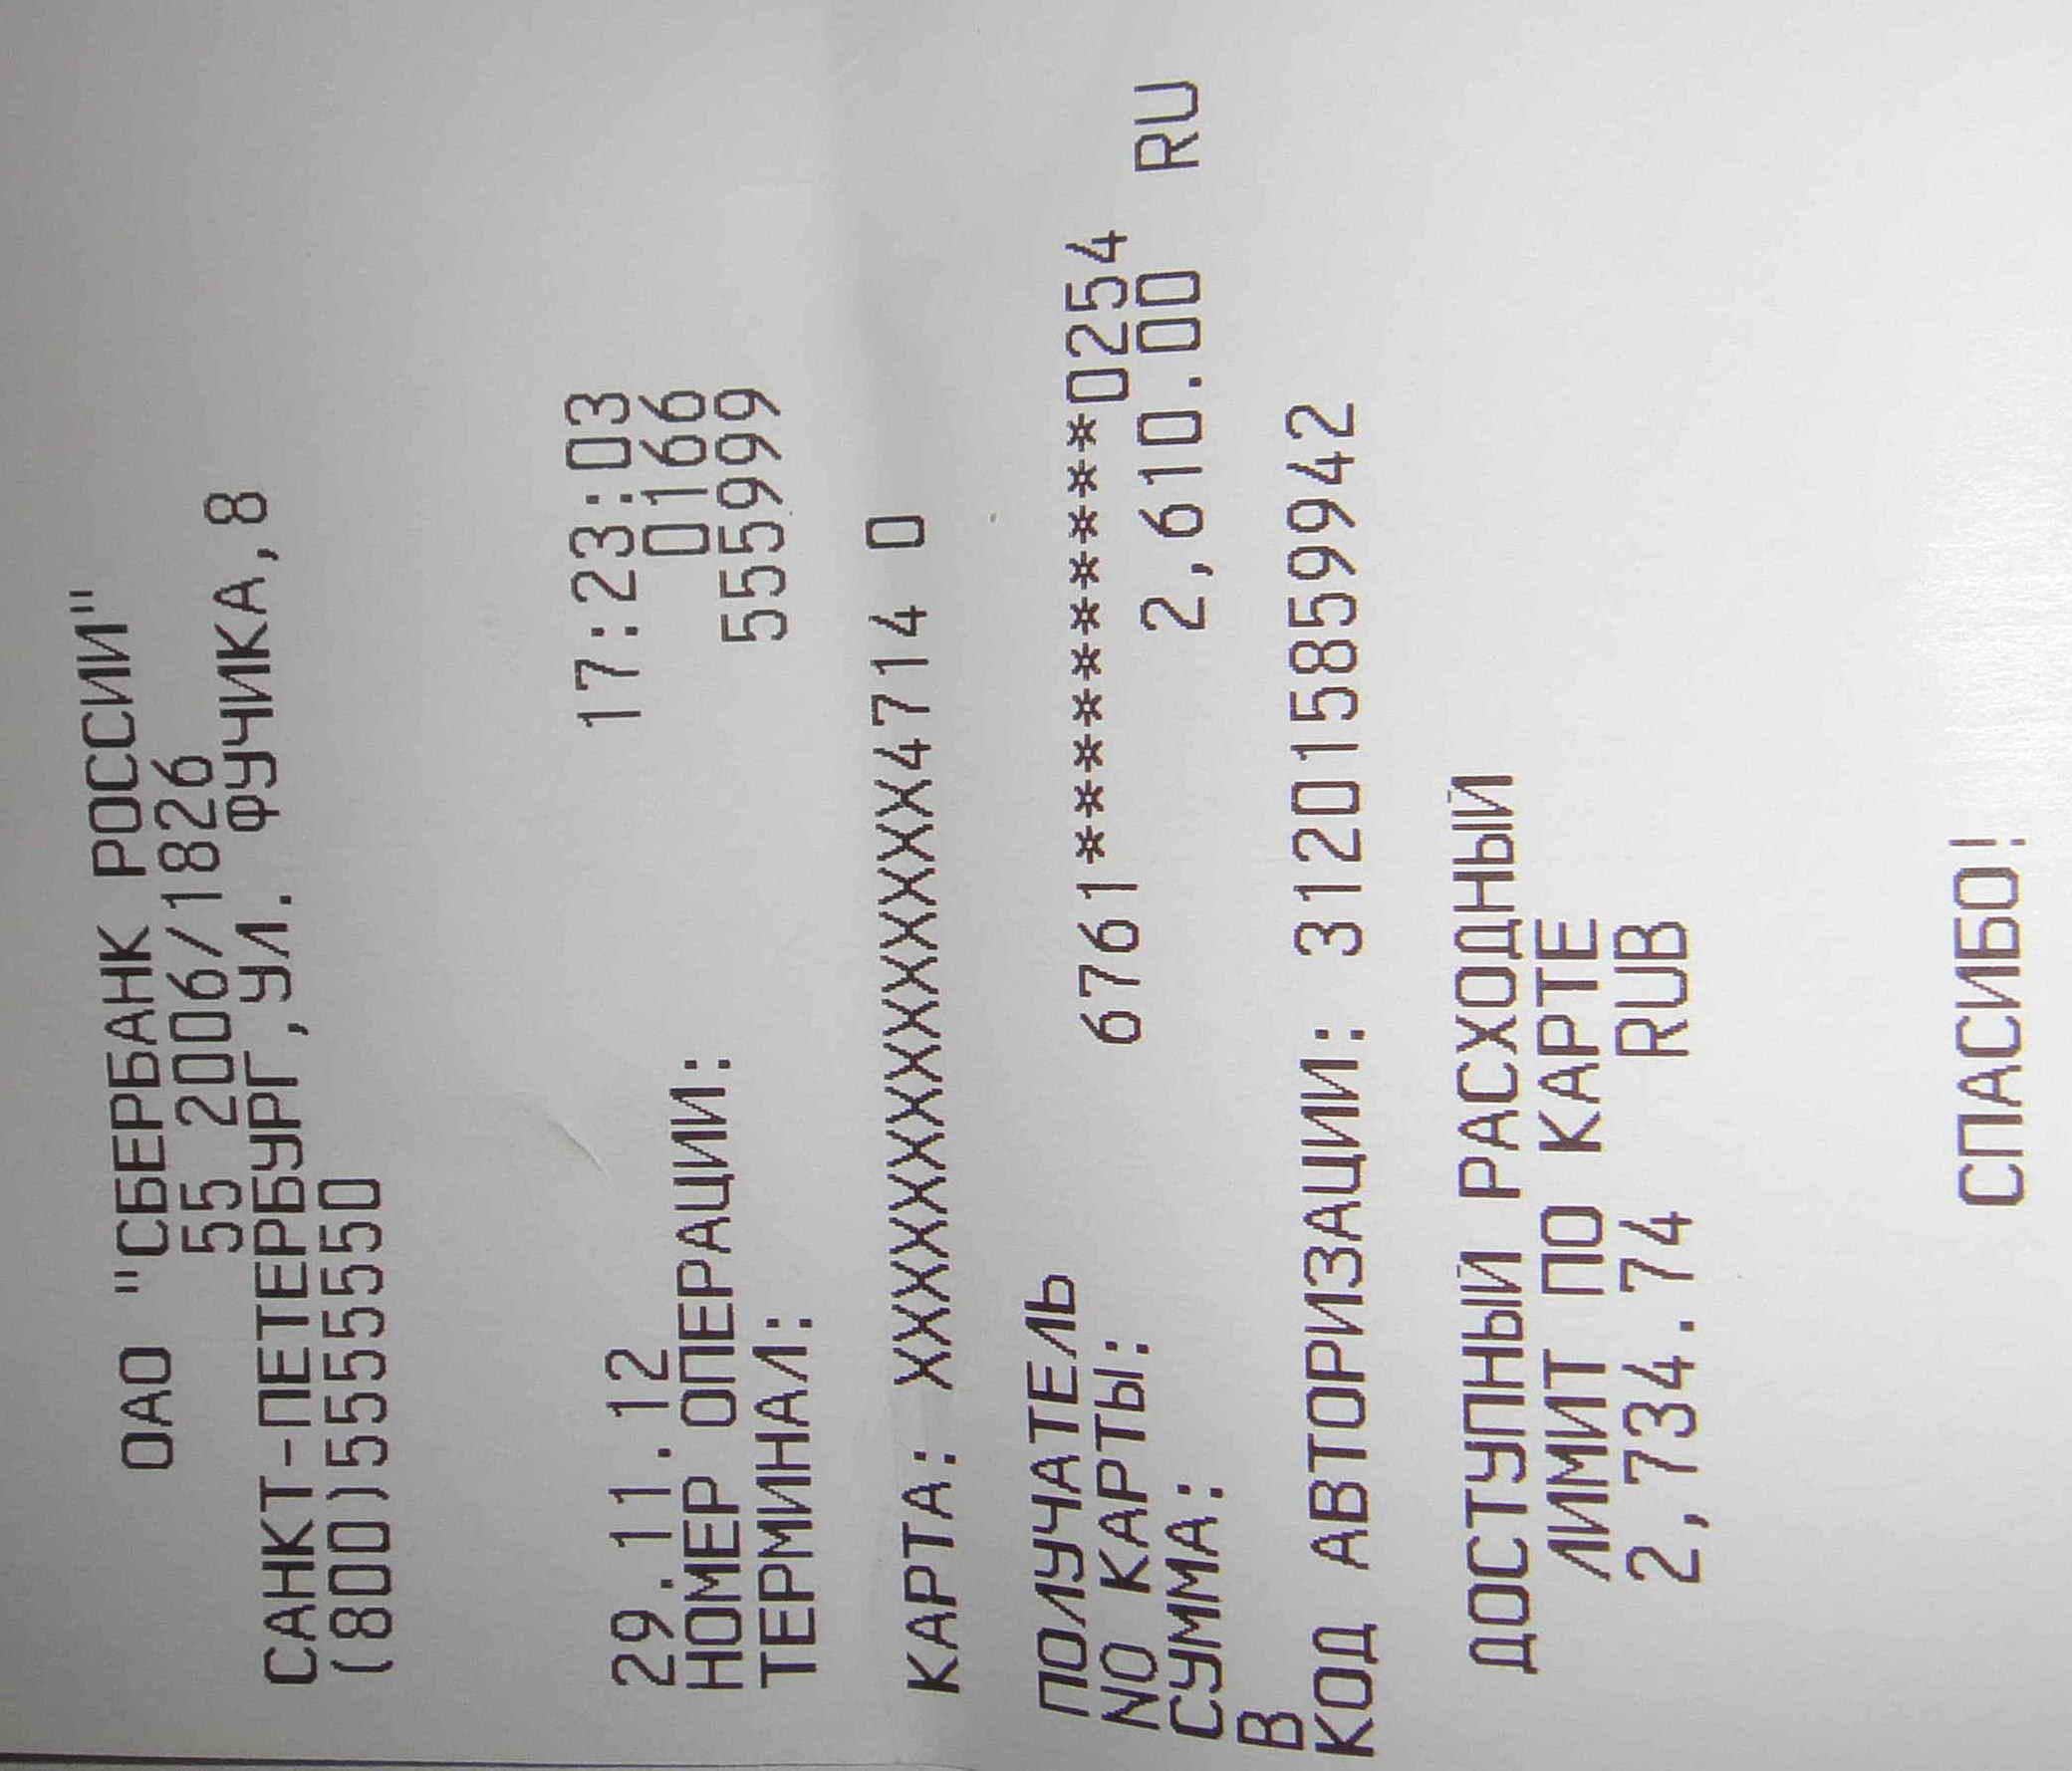 ОАО "СБЕРБАНК РОССИИ"
55 2006/1826
САНКТ-ПЕТЕРБУРГ,УЛ. ФУЧИКА,8
(800)5555550
29.11.12 17:23:03
НОМЕР ОПЕРАЦИИ: 0166
ТЕРМИНАЛ: 555999
КАРТА: XXXXXXXXXXXXXX4714 0
ПОЛУЧАТЕЛЬ
NO КАРТЫ: 6761**********0254
СУММА: 2,610.00 RU
B
КОД АВТОРИЗАЦИИ: 312015859942
ДОСТУПНЫЙ РАСХОДНЫЙ
ЛИМИТ ПО КАРТЕ
2,734.74 RUB
СПАСИБО!